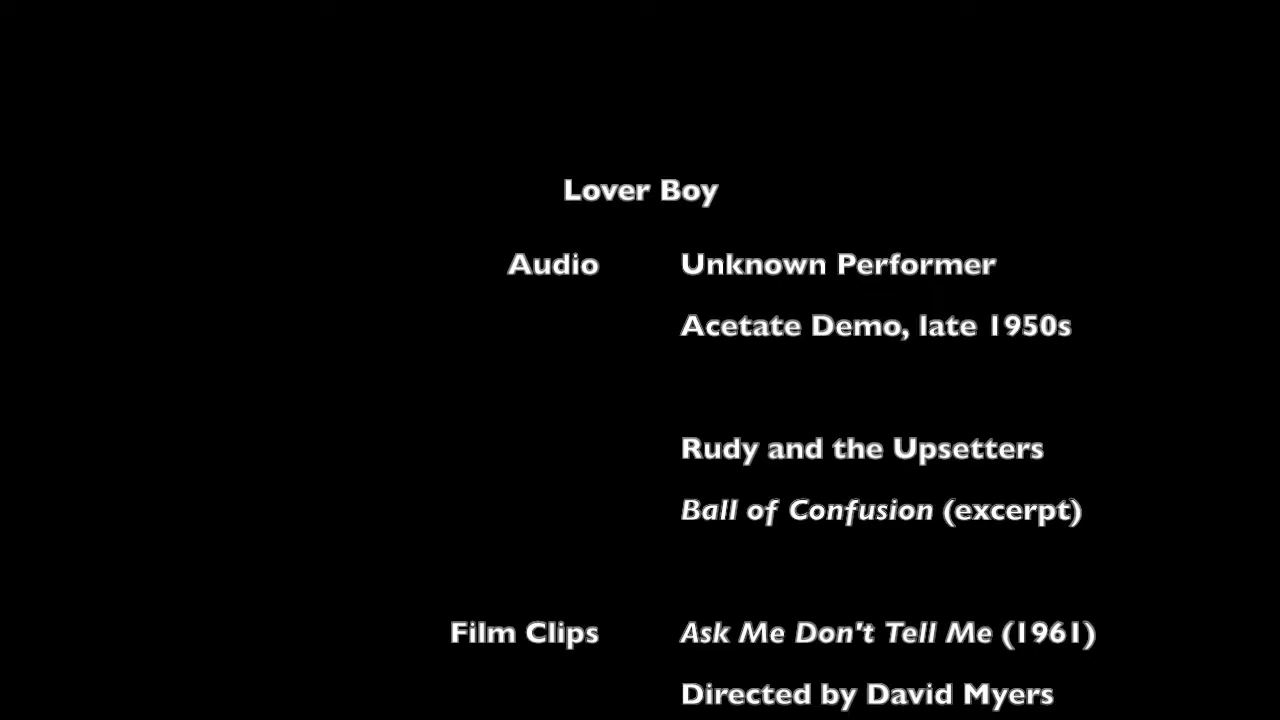 Lover Boy
Audio Unknown Performer
Acetate Demo, late 1950s
Rudy and the Upsetters
Ball of Confusion (excerpt)
Film Clips Ask Me Don't Tell Me (1961)
Directed by David Myers